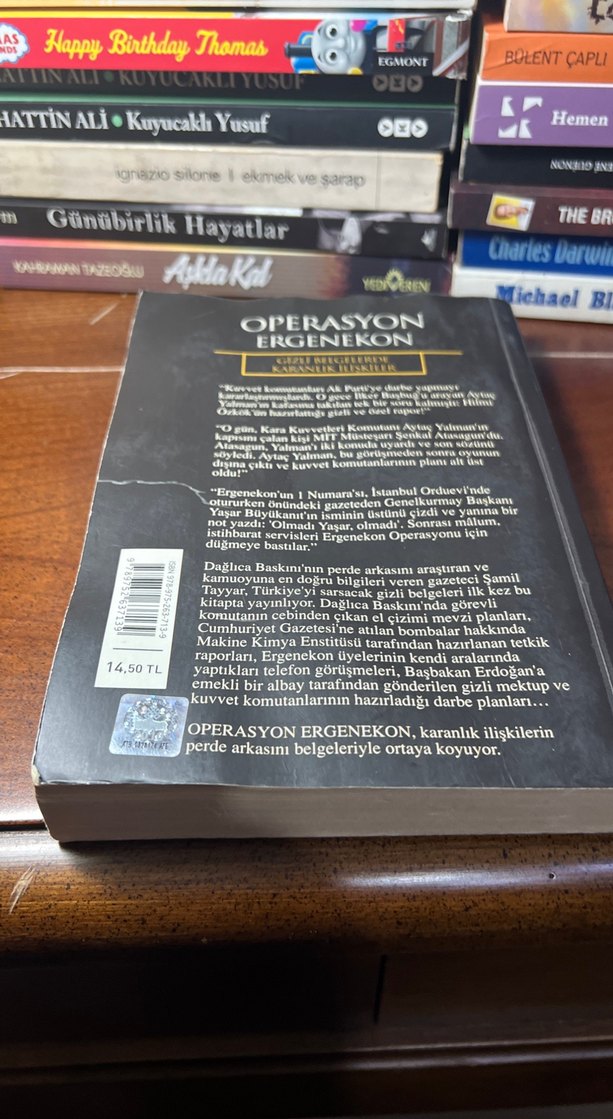 Happy Birthday Thomas
EGMONT
KUYUCAKLI YUSUF
HATTİN ALİ • Kuyucaklı Yusuf
ignazio silone | ekmek ve şarap
Günübirlik Hayatlar
KAHRAMAN TAZEOĞLU Aşkla Kal YEDİVEREN
BÜLENT ÇAPLI
Hemen
THE BR
Charles Darwin
Michael Bl
OPERASYON
ERGENEKON
GİZLİ BELGELERDE
KARANLIK İLİŞKİLER
"Kuvvet komutanları Ak Parti'ye darbe yapmayı
kararlaştırmışlardı. O gece İlker Başbuğ'u arayan Aytaç
Yalman'ın kafasına takılan tek bir soru kalmıştı: Hilmi
Özkök'ün hazırlattığı gizli ve özel rapor!"
"O gün, Kara Kuvvetleri Komutanı Aytaç Yalman'ın
kapısını çalan kişi MİT Müsteşarı Şenkal Atasagun'du.
Atasagun, Yalman'ı iki konuda uyardı ve son sözünü
söyledi. Aytaç Yalman, bu görüşmeden sonra oyunun
dışına çıktı ve kuvvet komutanlarının planı alt üst
oldu!"
"Ergenekon'un 1 Numara'sı, İstanbul Orduevi'nde
otururken önündeki gazeteden Genelkurmay Başkanı
Yaşar Büyükanıt'ın isminin üstünü çizdi ve yanına bir
not yazdı: 'Olmadı Yaşar, olmadı'. Sonrası mâlum,
istihbarat servisleri Ergenekon Operasyonu için
düğmeye bastılar."
Dağlıca Baskını'nın perde arkasını araştıran ve
kamuoyuna en doğru bilgileri veren gazeteci Şamil
Tayyar, Türkiye'yi sarsacak gizli belgeleri ilk kez bu
kitapta yayınlıyor. Dağlıca Baskını'nda görevli
komutanın cebinden çıkan el çizimi mevzi planları,
Cumhuriyet Gazetesi'ne atılan bombalar hakkında
Makine Kimya Enstitüsü tarafından hazırlanan tetkik
raporları, Ergenekon üyelerinin kendi aralarında
yaptıkları telefon görüşmeleri, Başbakan Erdoğan'a
emekli bir albay tarafından gönderilen gizli mektup ve
kuvvet komutanlarının hazırladığı darbe planları...
OPERASYON ERGENEKON, karanlık ilişkilerin
perde arkasını belgeleriyle ortaya koyuyor.
ISBN 978-975-263-713-9
9789752637139
14,50 TL